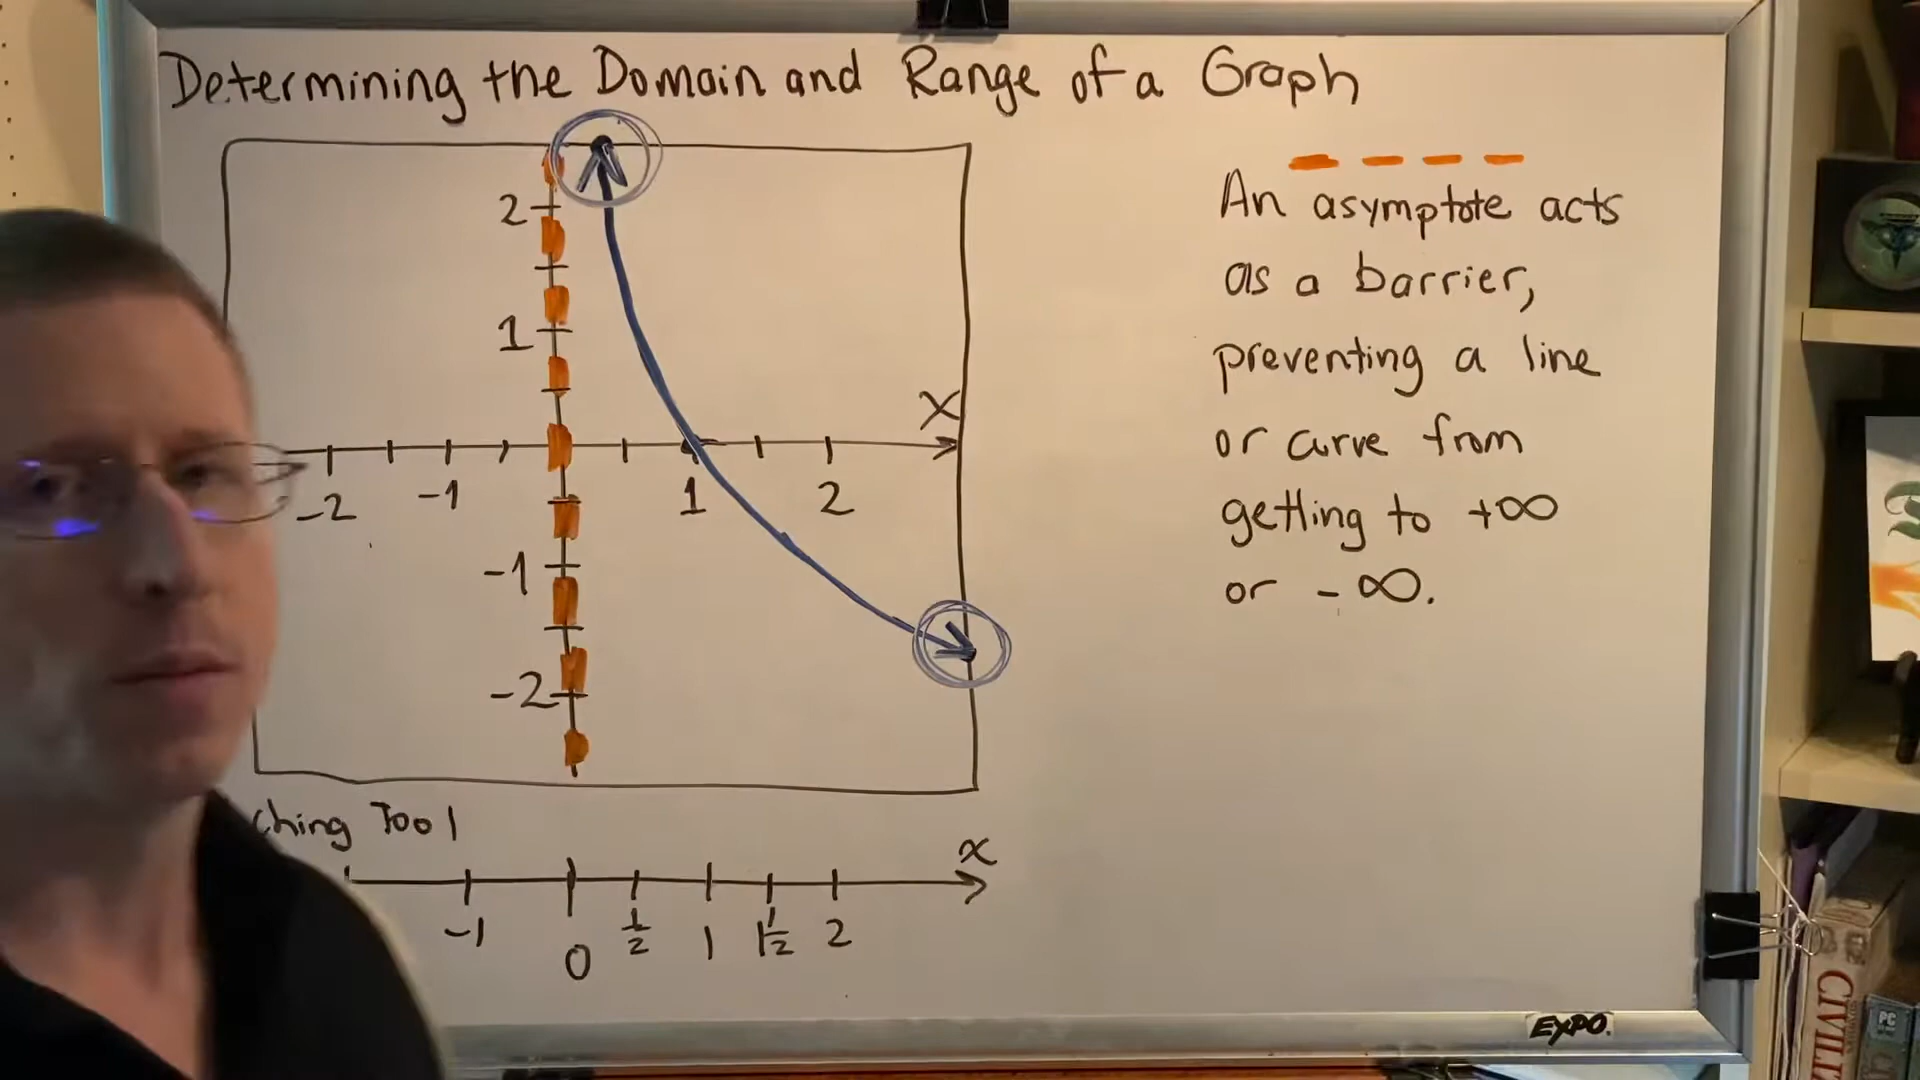 Determining the Domain and Range of a Graph
2
1
X
-2 -1 1 2
-1
-2
An asymptote acts
as a barrier,
preventing a line
or curve from
getting to +∞
or -∞.
ching Tool
x
-1 0 1/2 1 1 1/2 2
EXPO.
PC